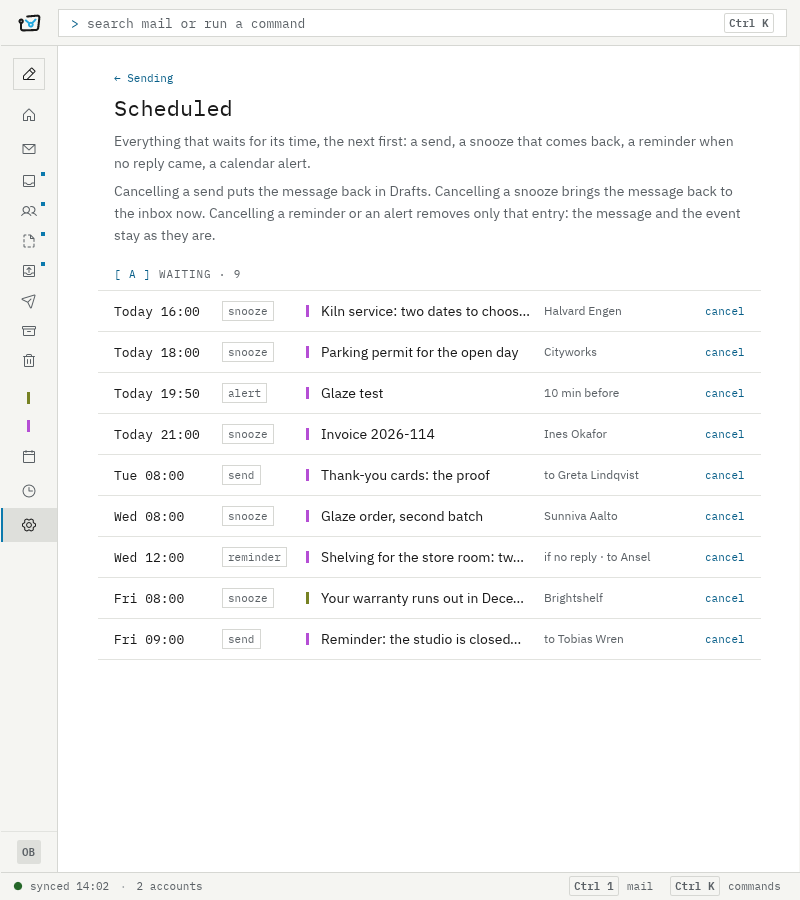 > search mail or run a command Ctrl K
← Sending
Scheduled
Everything that waits for its time, the next first: a send, a snooze that comes back, a reminder when
no reply came, a calendar alert.
Cancelling a send puts the message back in Drafts. Cancelling a snooze brings the message back to
the inbox now. Cancelling a reminder or an alert removes only that entry: the message and the event
stay as they are.
[ A ] WAITING · 9
Today 16:00 snooze Kiln service: two dates to choos... Halvard Engen cancel
Today 18:00 snooze Parking permit for the open day Cityworks cancel
Today 19:50 alert Glaze test 10 min before cancel
Today 21:00 snooze Invoice 2026-114 Ines Okafor cancel
Tue 08:00 send Thank-you cards: the proof to Greta Lindqvist cancel
Wed 08:00 snooze Glaze order, second batch Sunniva Aalto cancel
Wed 12:00 reminder Shelving for the store room: tw... if no reply · to Ansel cancel
Fri 08:00 snooze Your warranty runs out in Dece... Brightshelf cancel
Fri 09:00 send Reminder: the studio is closed... to Tobias Wren cancel
OB
synced 14:02 · 2 accounts Ctrl 1 mail Ctrl K commands